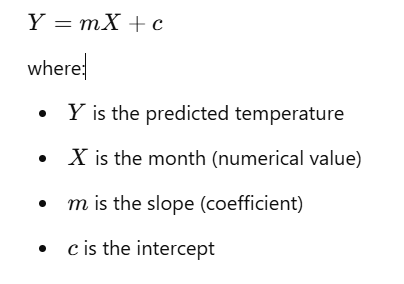 Y = mX + c
where:
• Y is the predicted temperature
• X is the month (numerical value)
• m is the slope (coefficient)
• c is the intercept